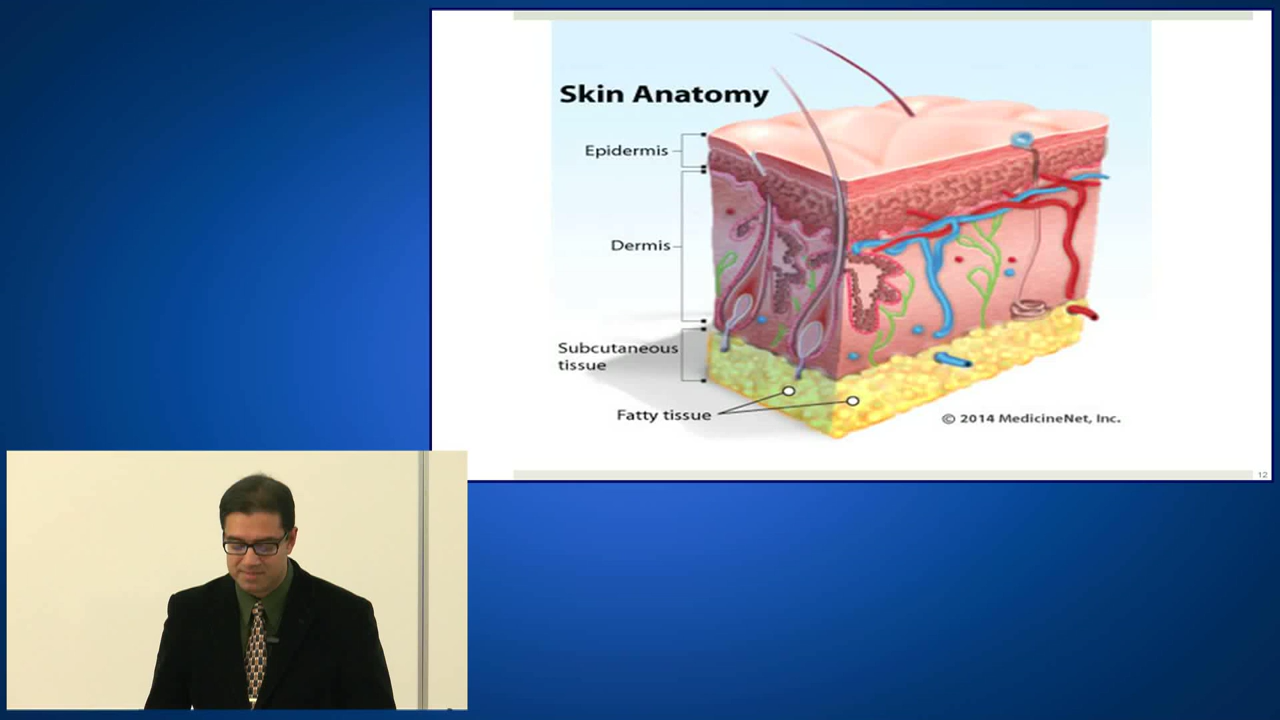 Skin Anatomy
Epidermis
Dermis
Subcutaneous
tissue
Fatty tissue
© 2014 MedicineNet, Inc.
12